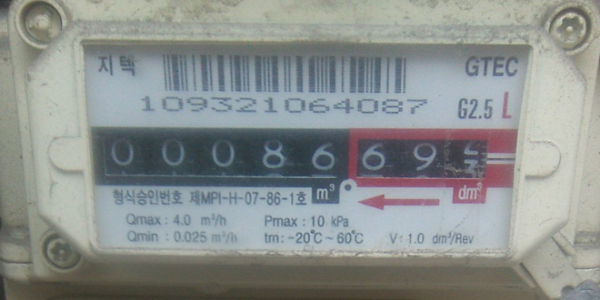 지텍 GTEC
109321064087
G2.5 L
0 0 0 8 6 6 9
m³ dm³
형식승인번호 제MPI-H-07-86-1호
Qmax : 4.0 m³/h Pmax : 10 kPa
Qmin : 0.025 m³/h tm : -20℃ ~ 60℃ V : 1.0 dm³/Rev